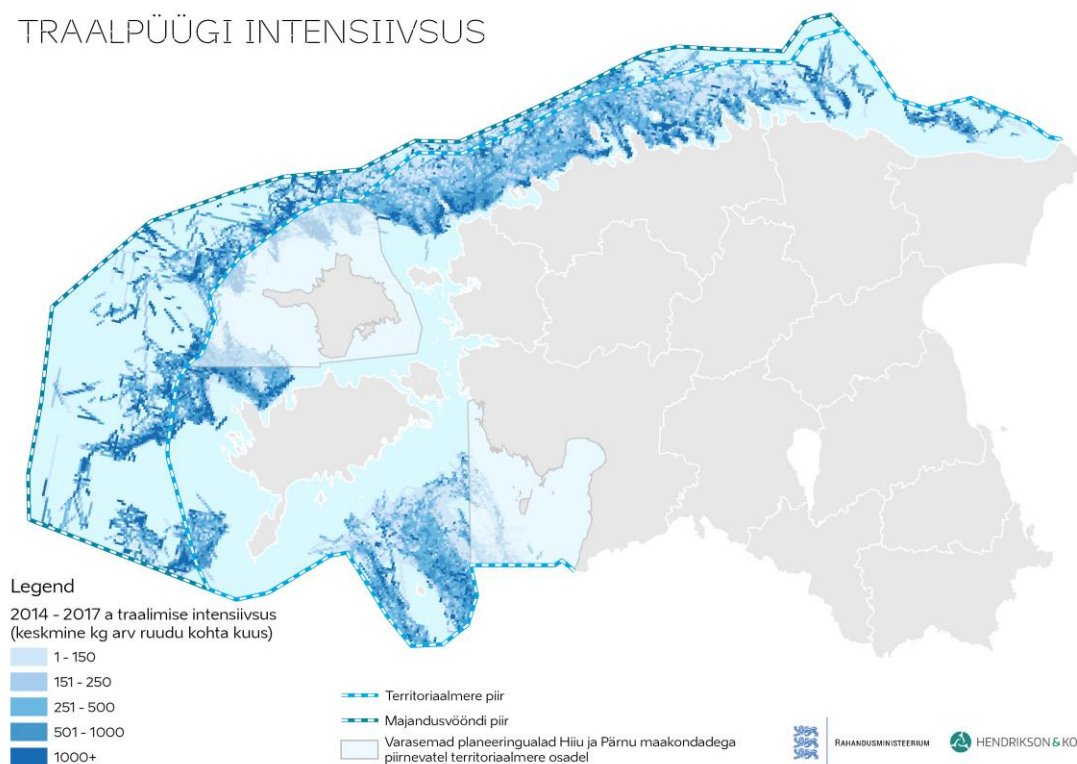 TRAALPÜÜGI INTENSIIVSUS
Legend
2014 - 2017 a traalimise intensiivsus
(keskmine kg arv ruudu kohta kuus)
1 - 150
151 - 250
251 - 500
501 - 1000
1000+
Territoriaalmere piir
Majandusvööndi piir
Varasemad planeeringualad Hiiu ja Pärnu maakondadega
piirnevatel territoriaalmere osadel
RAHANDUSMINISTEERIUM
HENDRIKSON & KO